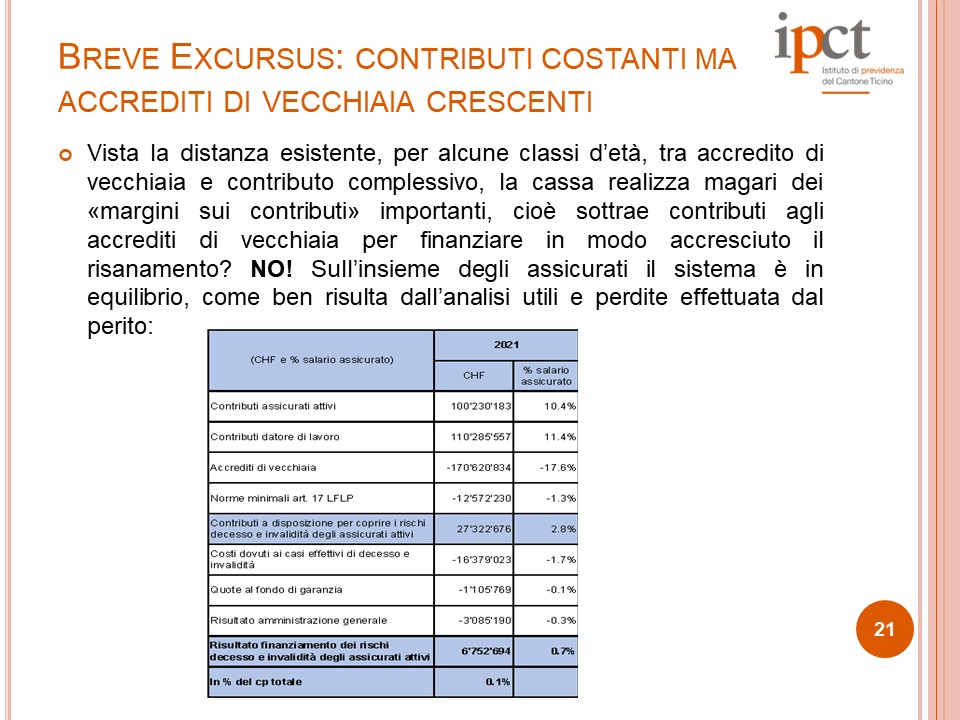 BREVE EXCURSUS: CONTRIBUTI COSTANTI MA
ACCREDITI DI VECCHIAIA CRESCENTI
ipct
Istituto di previdenza
del Cantone Ticino
Vista la distanza esistente, per alcune classi d’età, tra accredito di
vecchiaia e contributo complessivo, la cassa realizza magari dei
«margini sui contributi» importanti, cioè sottrae contributi agli
accrediti di vecchiaia per finanziare in modo accresciuto il
risanamento? NO! Sull’insieme degli assicurati il sistema è in
equilibrio, come ben risulta dall’analisi utili e perdite effettuata dal
perito:
(CHF e % salario assicurato)
2021
CHF
% salario
assicurato
Contributi assicurati attivi 100'230'183 10.4%
Contributi datore di lavoro 110'285'557 11.4%
Accrediti di vecchiaia -170'620'834 -17.6%
Norme minimali art. 17 LFLP -12'572'230 -1.3%
Contributi a disposizione per coprire i rischi
decesso e invalidità degli assicurati attivi 27'322'676 2.8%
Costi dovuti ai casi effettivi di decesso e
invalidità -16'379'023 -1.7%
Quote al fondo di garanzia -1'105'769 -0.1%
Risultato amministrazione generale -3'085'190 -0.3%
Risultato finanziamento dei rischi
decesso e invalidità degli assicurati attivi 6'752'694 0.7%
In % del cp totale 0.1%
21